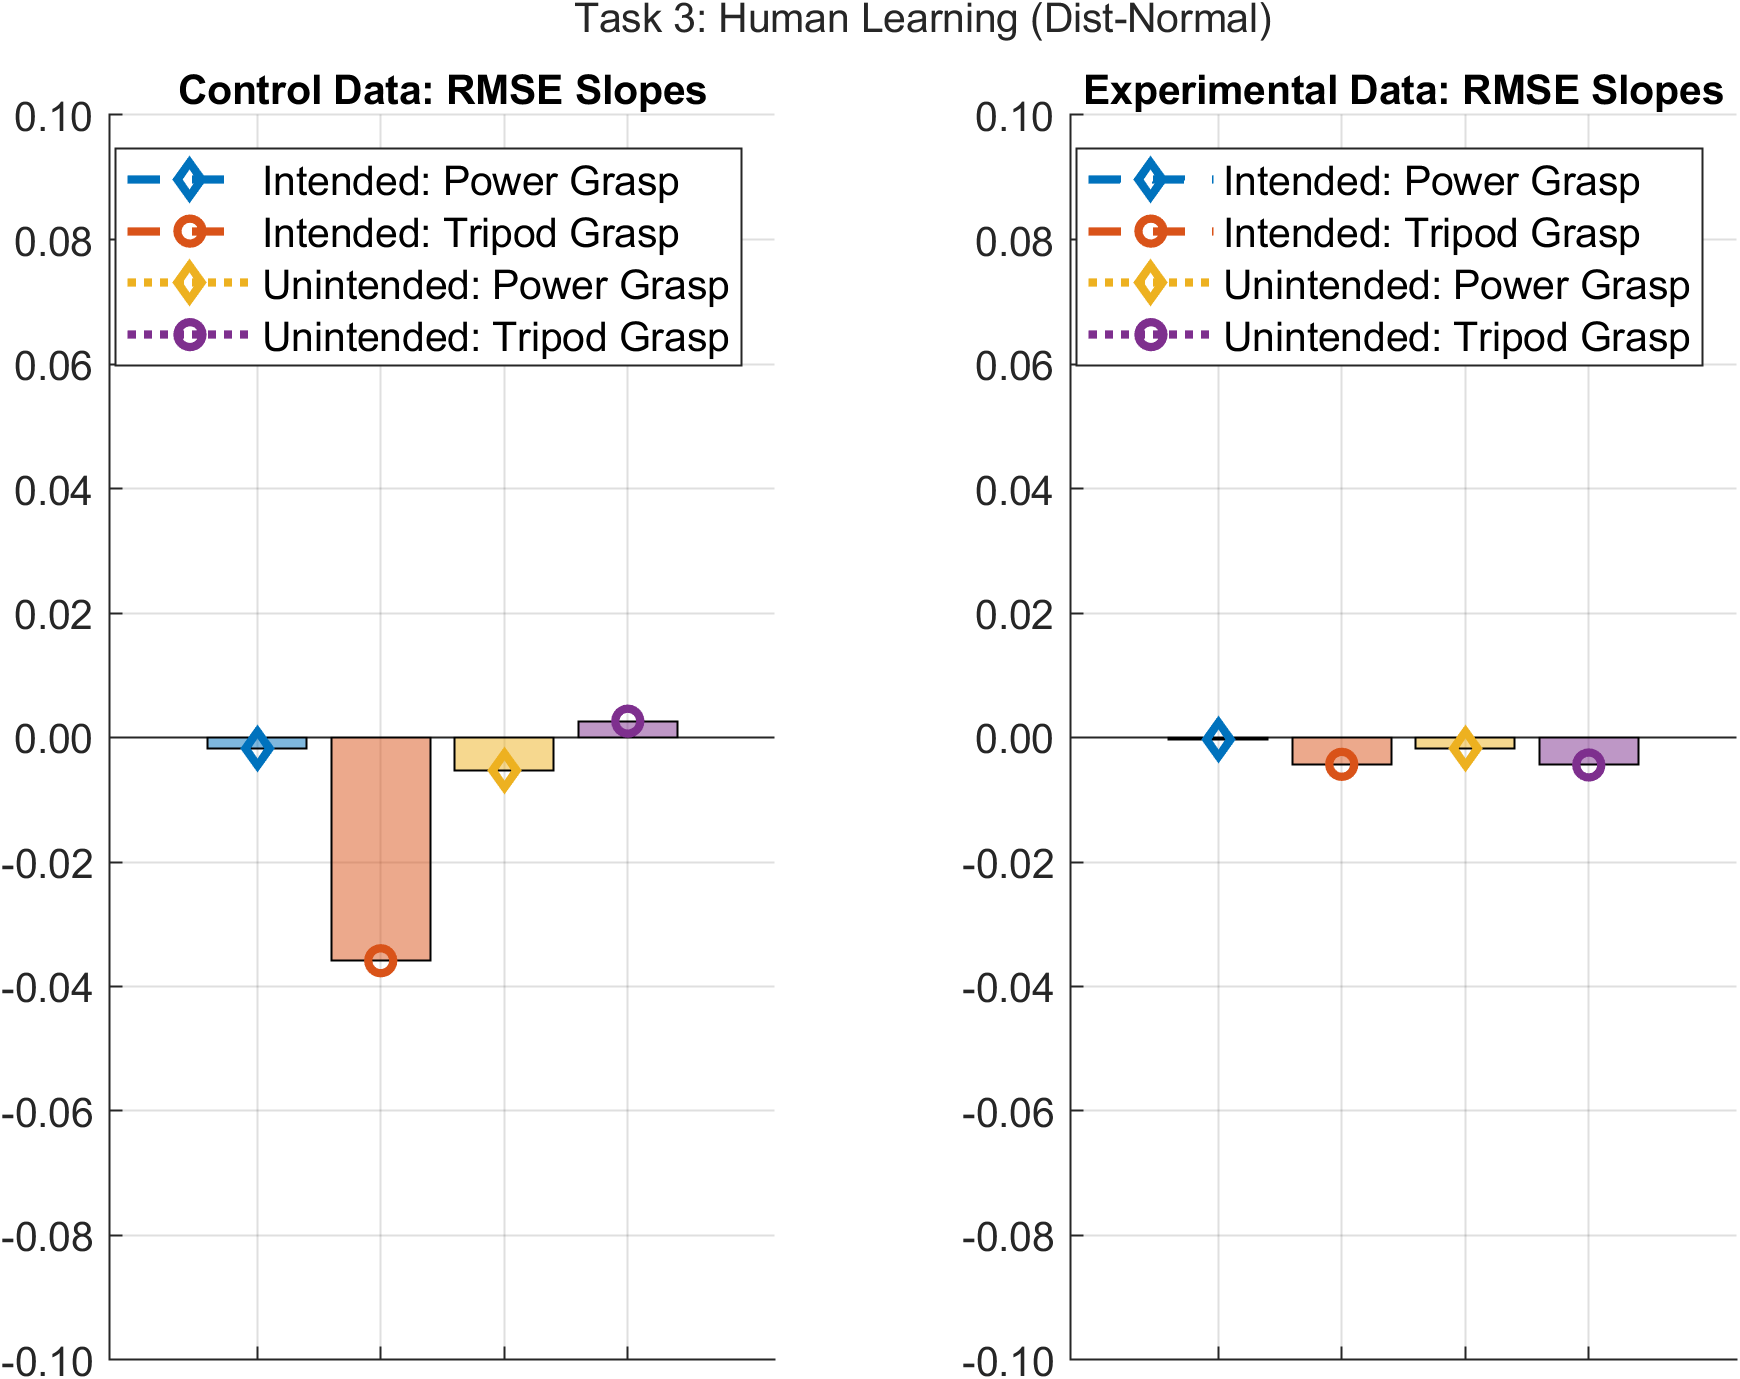 Task 3: Human Learning (Dist-Normal)
Control Data: RMSE Slopes
0.10
0.08
0.06
0.04
0.02
0.00
-0.02
-0.04
-0.06
-0.08
-0.10
Intended: Power Grasp
Intended: Tripod Grasp
Unintended: Power Grasp
Unintended: Tripod Grasp
Experimental Data: RMSE Slopes
0.10
0.08
0.06
0.04
0.02
0.00
-0.02
-0.04
-0.06
-0.08
-0.10
Intended: Power Grasp
Intended: Tripod Grasp
Unintended: Power Grasp
Unintended: Tripod Grasp